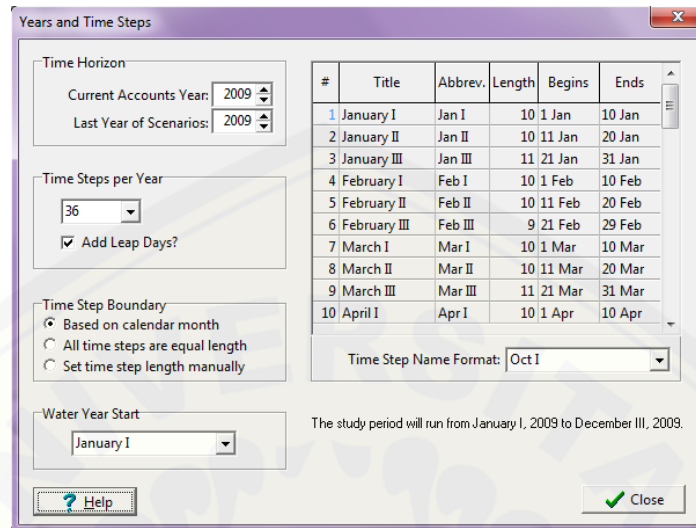 Years and Time Steps
Time Horizon
Current Accounts Year: 2009
Last Year of Scenarios: 2009
Time Steps per Year
36
Add Leap Days?
Time Step Boundary
Based on calendar month
All time steps are equal length
Set time step length manually
Water Year Start
January I
? Help
# Title Abbrev. Length Begins Ends
1 January I Jan I 10 1 Jan 10 Jan
2 January II Jan II 10 11 Jan 20 Jan
3 January III Jan III 11 21 Jan 31 Jan
4 February I Feb I 10 1 Feb 10 Feb
5 February II Feb II 10 11 Feb 20 Feb
6 February III Feb III 9 21 Feb 29 Feb
7 March I Mar I 10 1 Mar 10 Mar
8 March II Mar II 10 11 Mar 20 Mar
9 March III Mar III 11 21 Mar 31 Mar
10 April I Apr I 10 1 Apr 10 Apr
Time Step Name Format: Oct I
The study period will run from January I, 2009 to December III, 2009.
Close
UNIVERSITA